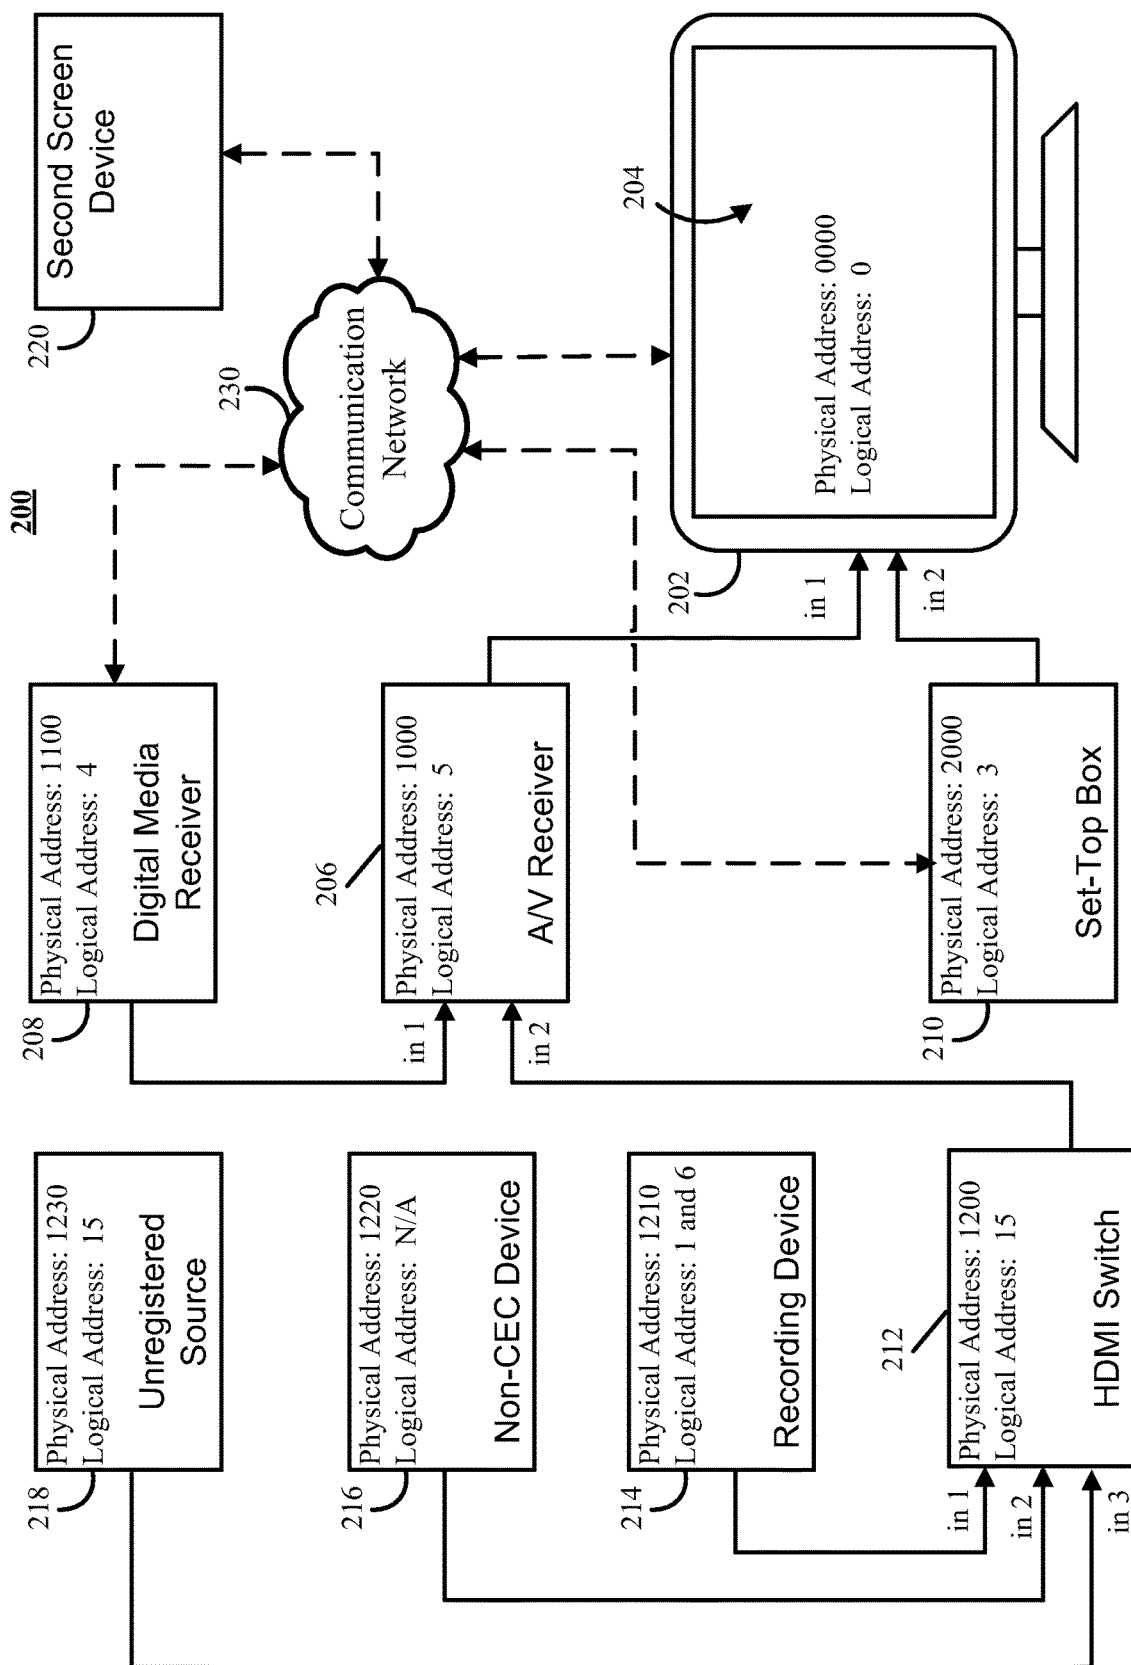 200
218
Physical Address: 1230
Logical Address: 15
Unregistered
Source
208
Physical Address: 1100
Logical Address: 4
Digital Media
Receiver
220
Second Screen
Device
230
Communication
Network
216
Physical Address: 1220
Logical Address: N/A
Non-CEC Device
206
Physical Address: 1000
Logical Address: 5
A/V Receiver
in 1
in 2
214
Physical Address: 1210
Logical Address: 1 and 6
Recording Device
202
204
Physical Address: 0000
Logical Address: 0
in 1
in 2
212
Physical Address: 1200
Logical Address: 15
HDMI Switch
in 1
in 2
in 3
210
Physical Address: 2000
Logical Address: 3
Set-Top Box